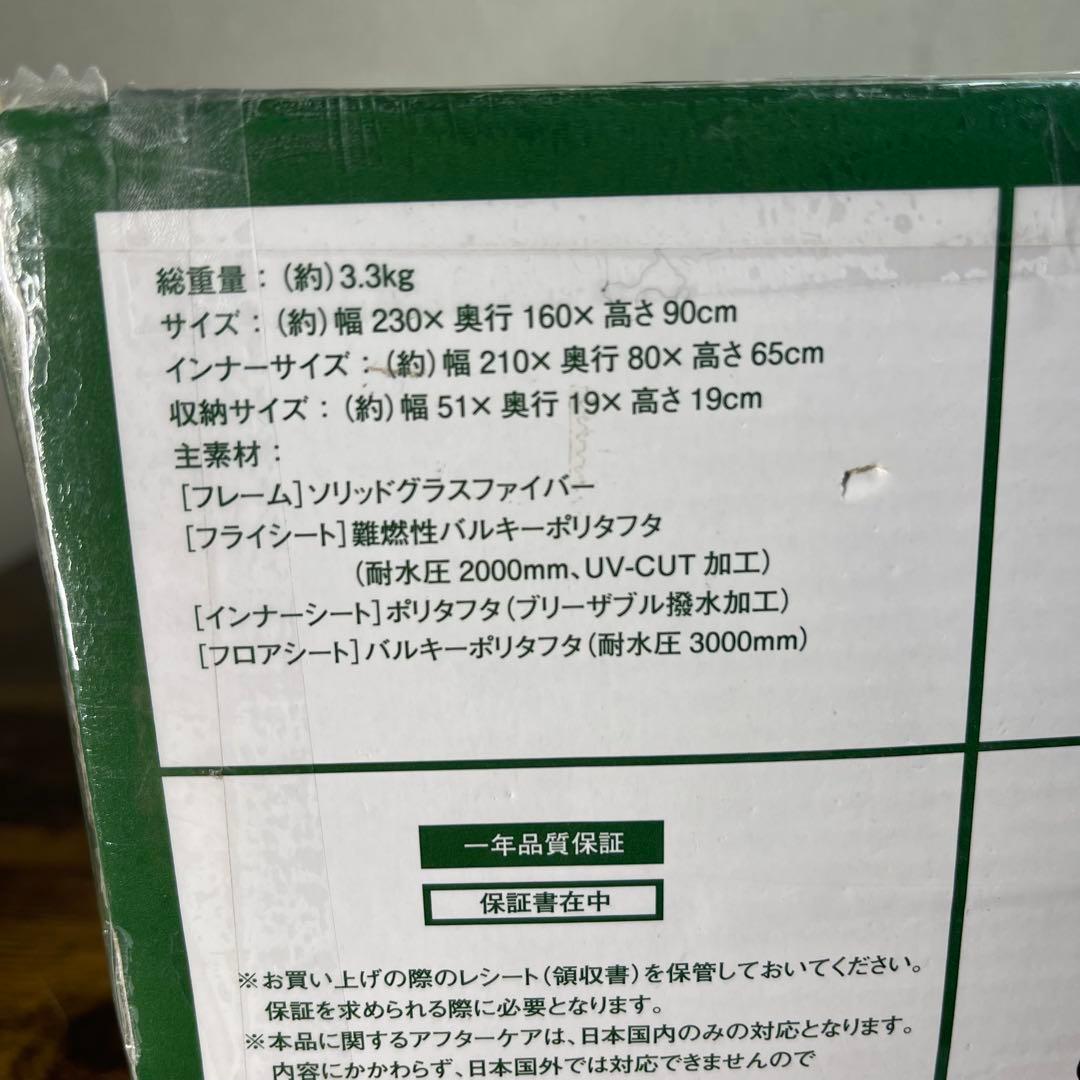 総重量：(約)3.3kg
サイズ：(約)幅 230× 奥行 160× 高さ 90cm
インナーサイズ：(約)幅 210× 奥行 80× 高さ 65cm
収納サイズ：(約)幅 51× 奥行 19× 高さ 19cm
主素材：
[フレーム]ソリッドグラスファイバー
[フライシート]難燃性バルキーポリタフタ
(耐水圧 2000mm、UV-CUT 加工)
[インナーシート]ポリタフタ(ブリーザブル撥水加工)
[フロアシート]バルキーポリタフタ(耐水圧 3000mm)
一年品質保証
保証書在中
※お買い上げの際のレシート(領収書)を保管しておいてください。
保証を求められる際に必要となります。
※本品に関するアフターケアは、日本国内のみの対応となります。
内容にかかわらず、日本国外では対応できませんので